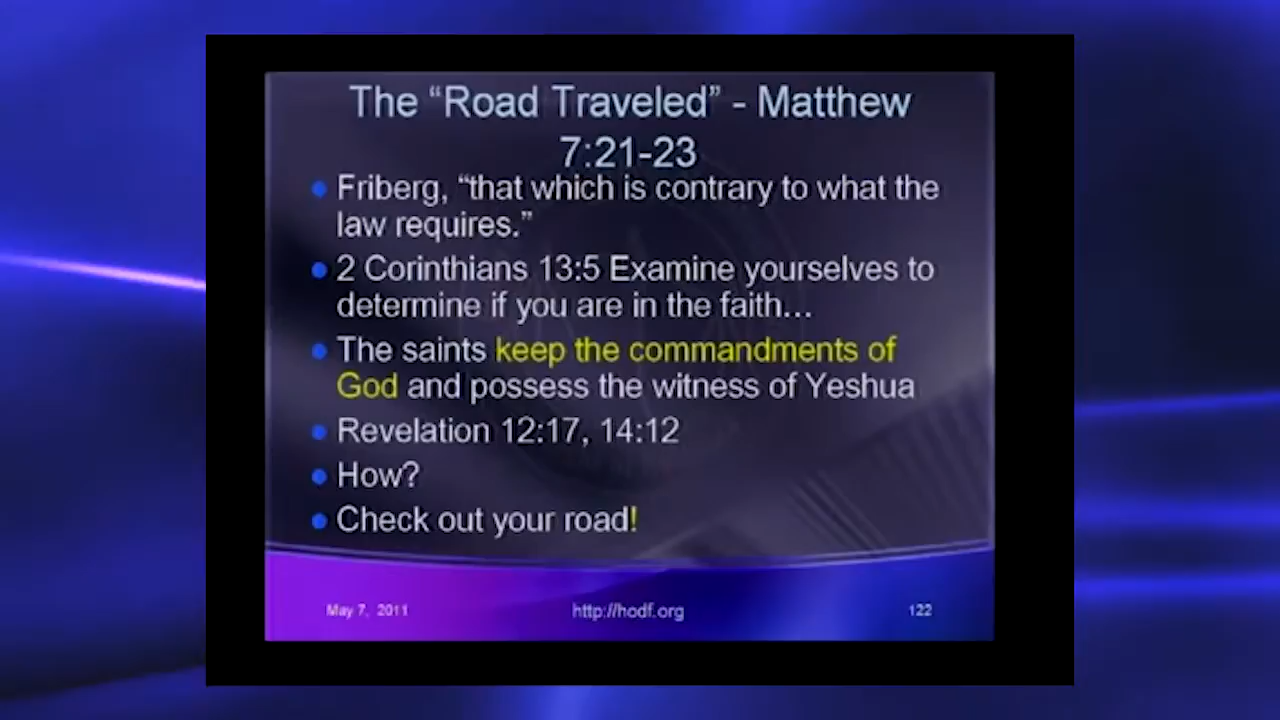 The “Road Traveled” - Matthew
7:21-23
Friberg, “that which is contrary to what the
law requires.”
2 Corinthians 13:5 Examine yourselves to
determine if you are in the faith...
The saints keep the commandments of
God and possess the witness of Yeshua
Revelation 12:17, 14:12
How?
Check out your road!
May 7, 2011
http://hodf.org
122